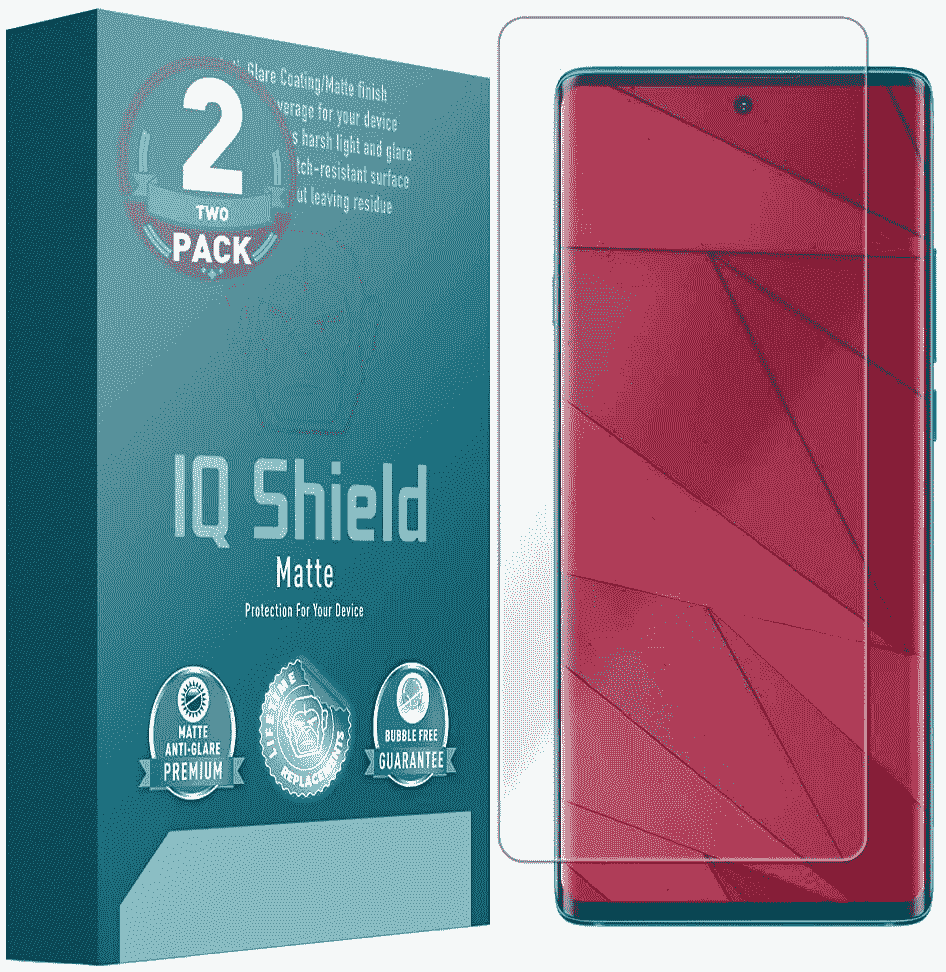 2
TWO
PACK
Glare Coating/Matte finish
verage for your device
s harsh light and glare
tch-resistant surface
ut leaving residue
IQ Shield
Matte
Protection For Your Device
MATTE
ANTI-GLARE
PREMIUM
LIFETIME
REPLACEMENTS
BUBBLE FREE
GUARANTEE